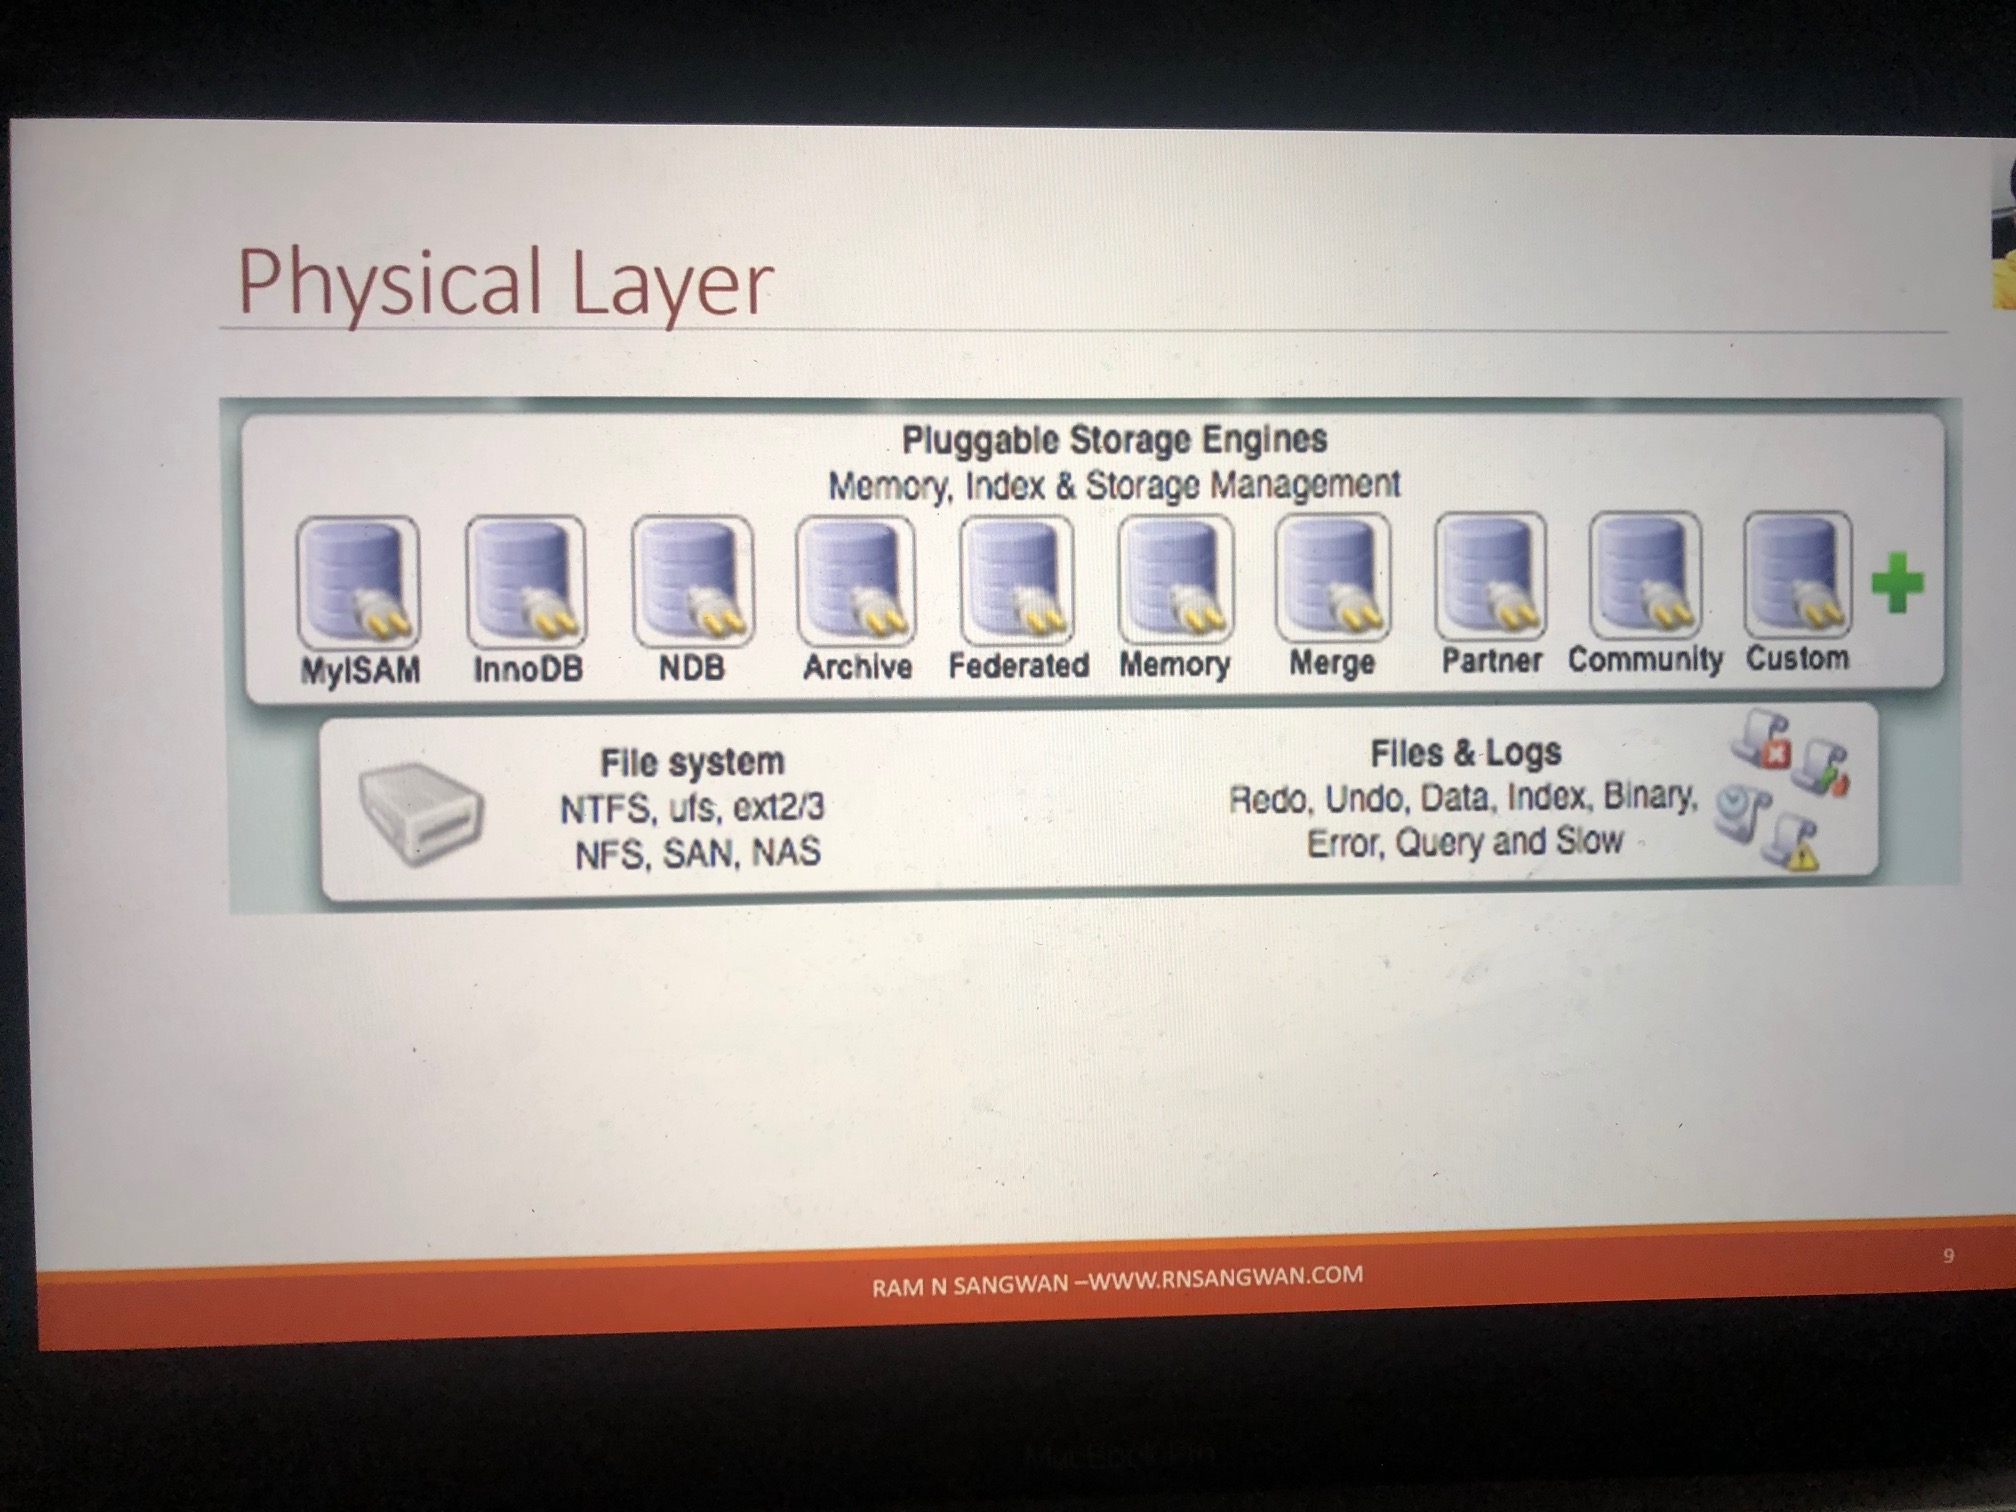 Physical Layer
Pluggable Storage Engines
Memory, Index & Storage Management
MyISAM InnoDB NDB Archive Federated Memory Merge Partner Community Custom
File system
NTFS, ufs, ext2/3
NFS, SAN, NAS
Files & Logs
Redo, Undo, Data, Index, Binary,
Error, Query and Slow
RAM N SANGWAN –WWW.RNSANGWAN.COM
9
MacBook Pro